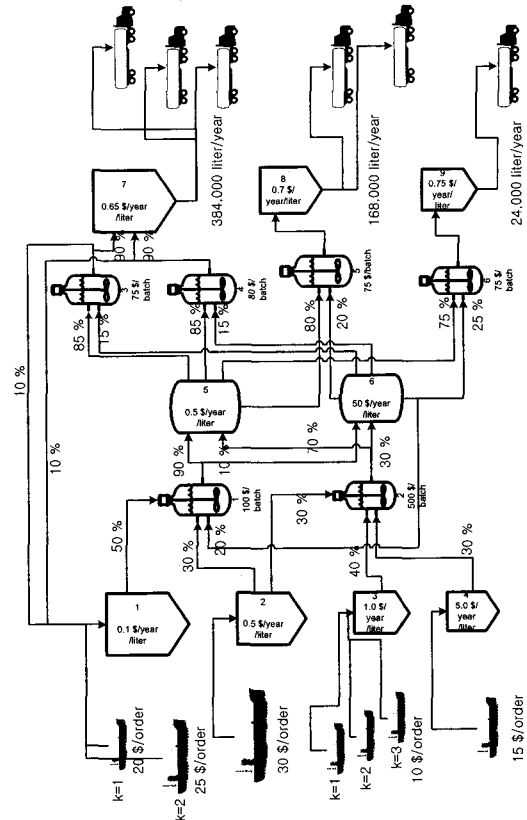 k=1
20 $/order
k=2
25 $/order
30 $/order
k=1
k=2
k=3
10 $/order
15 $/order
1
0.1 $/year
/liter
2
0.5 $/year
/liter
3
1.0 $/
year
/liter
4
5.0 $/
year
/liter
10 %
10 %
50 %
30 %
20 %
30 %
40 %
30 %
1
100 $/
batch
2
500 $/
batch
90 %
10 %
70 %
30 %
5
0.5 $/year
/liter
6
50 $/year
/liter
85 %
15 %
85 %
15 %
80 %
20 %
75 %
25 %
3
75 $/
batch
4
80 $/
batch
5
75 $/batch
6
75 $/
batch
90 %
90 %
7
0.65 $/year
/liter
8
0.7 $/
year/liter
9
0.75 $/
year/
liter
384.000 liter/year
168.000 liter/year
24.000 liter/year